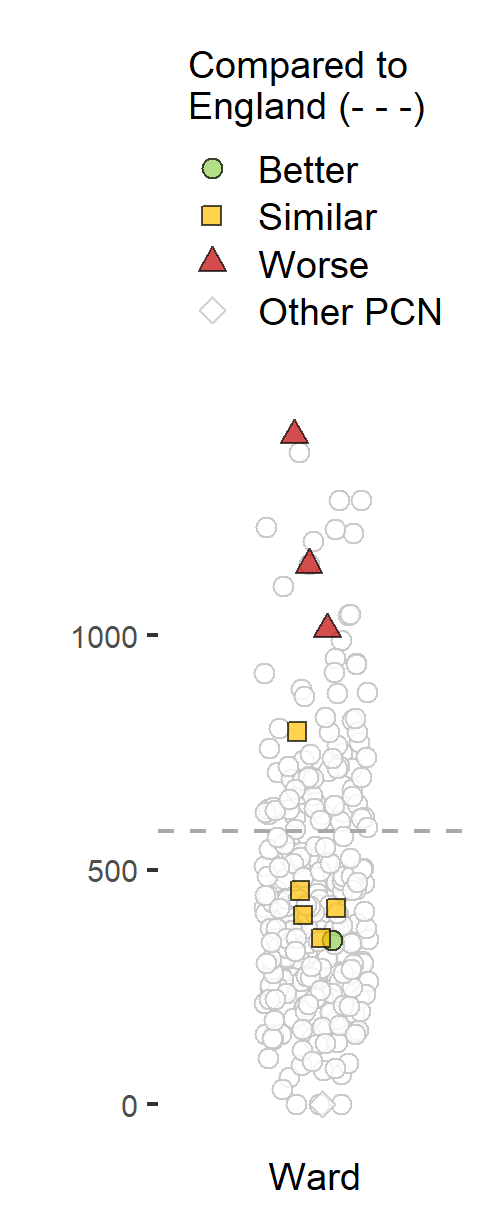 Compared to
England (- - -)
Better
Similar
Worse
Other PCN
1000
500
0
Ward